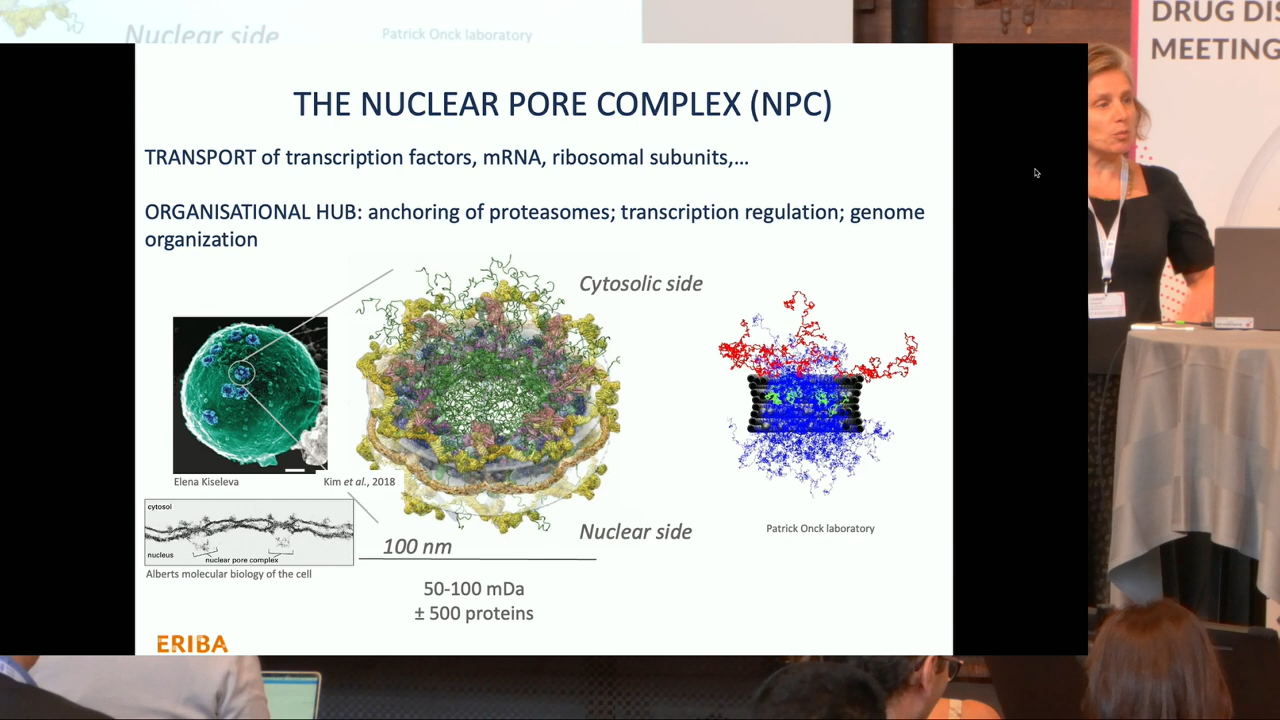 Nuclear side
Patrick Onck laboratory
DRUG DIS
MEETING
THE NUCLEAR PORE COMPLEX (NPC)
TRANSPORT of transcription factors, mRNA, ribosomal subunits,...
ORGANISATIONAL HUB: anchoring of proteasomes; transcription regulation; genome
organization
Cytosolic side
Elena Kiseleva
Kim et al., 2018
cytosol
nucleus
nuclear pore complex
Alberts molecular biology of the cell
100 nm
Nuclear side
Patrick Onck laboratory
50-100 mDa
± 500 proteins
ERIBA